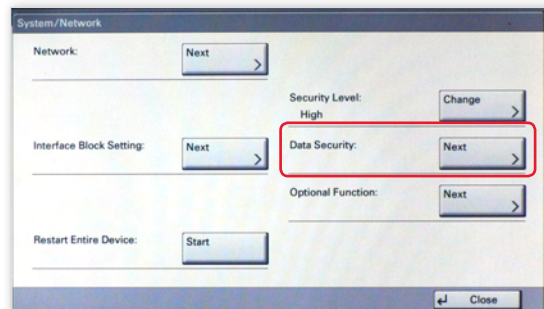 System/Network
Network:
Next
Security Level:
High
Change
Interface Block Setting:
Next
Data Security:
Next
Optional Function:
Next
Restart Entire Device:
Start
Close